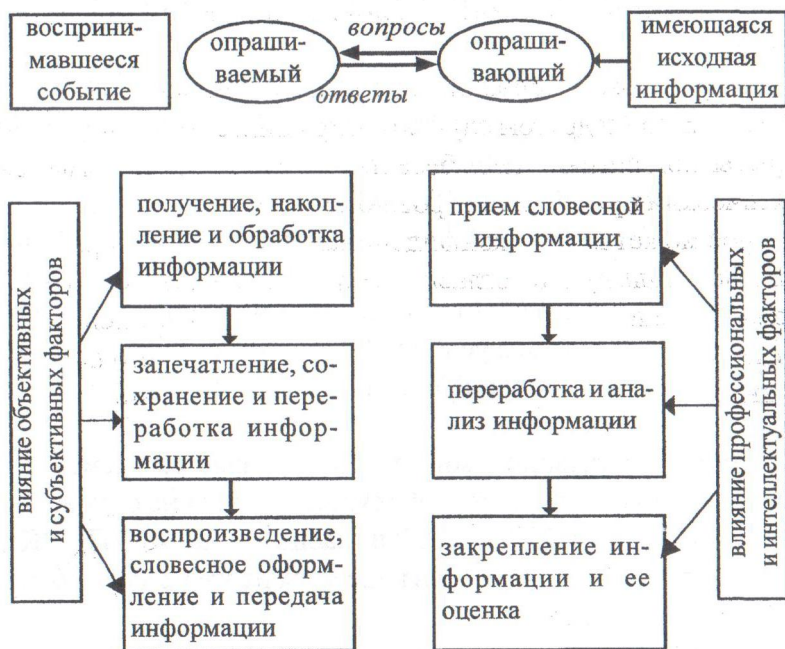 восприни-
мавшееся
событие
опраши-
ваемый
вопросы
ответы
опраши-
вающий
имеющаяся
исходная
информация
вияние объективных
и субъективных факторов
получение, накоп-
ление и обработка
информации
запечатление, со-
хранение и пере-
работка инфор-
мации
воспроизведение,
словесное оформ-
ление и передача
информации
прием словесной
информации
переработка и ана-
лиз информации
закрепление ин-
формации и ее
оценка
влияние профессиональных
и интеллектуальных факторов